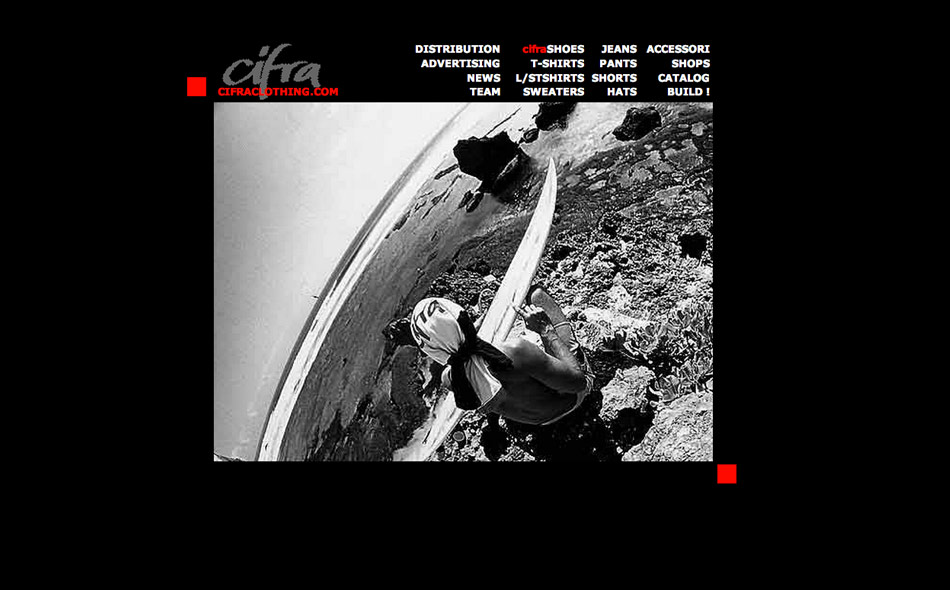 cifra
CIFRACLOTHING.COM
DISTRIBUTION cifraSHOES JEANS ACCESSORI
ADVERTISING T-SHIRTS PANTS SHOPS
NEWS L/STSHIRTS SHORTS CATALOG
TEAM SWEATERS HATS BUILD !